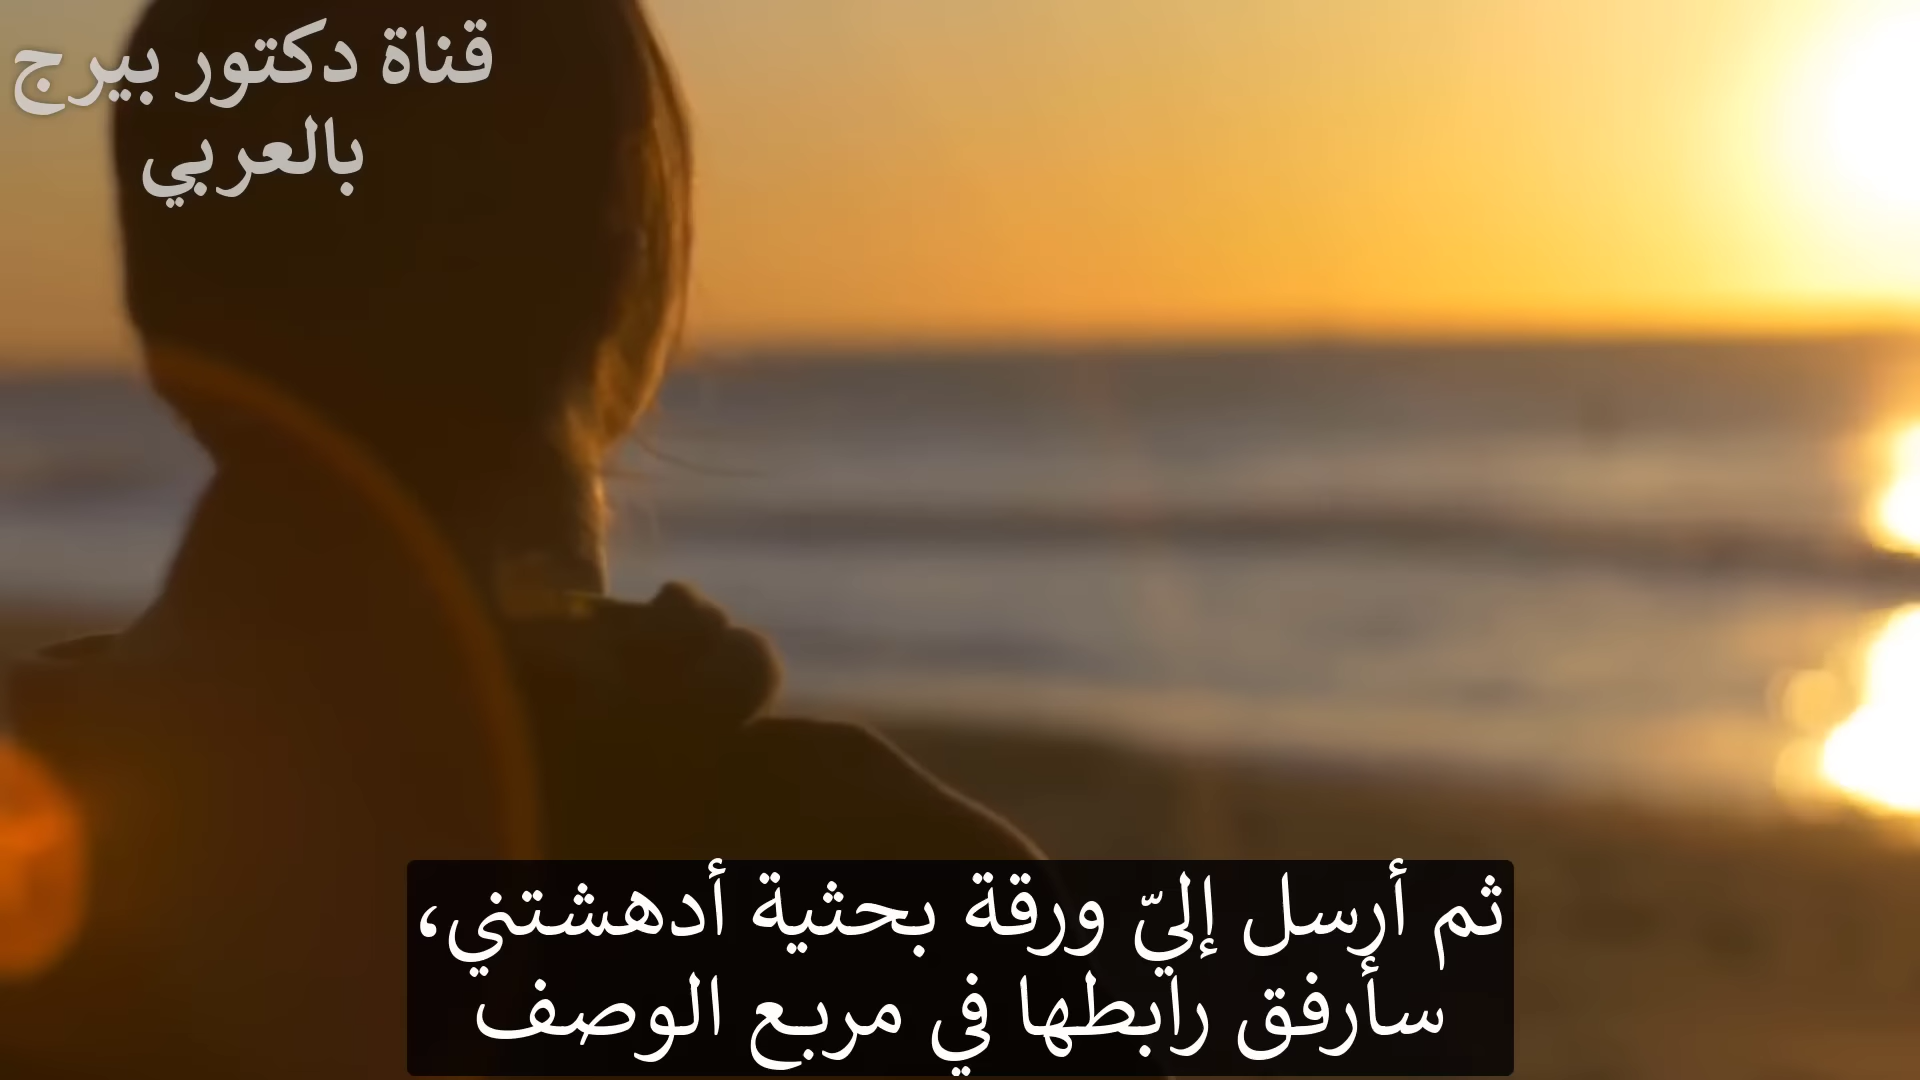 قناة دكتور بيرج
بالعربي
ثم أرسل إليّ ورقة بحثية أدهشتني،
سأرفق رابطها في مربع الوصف